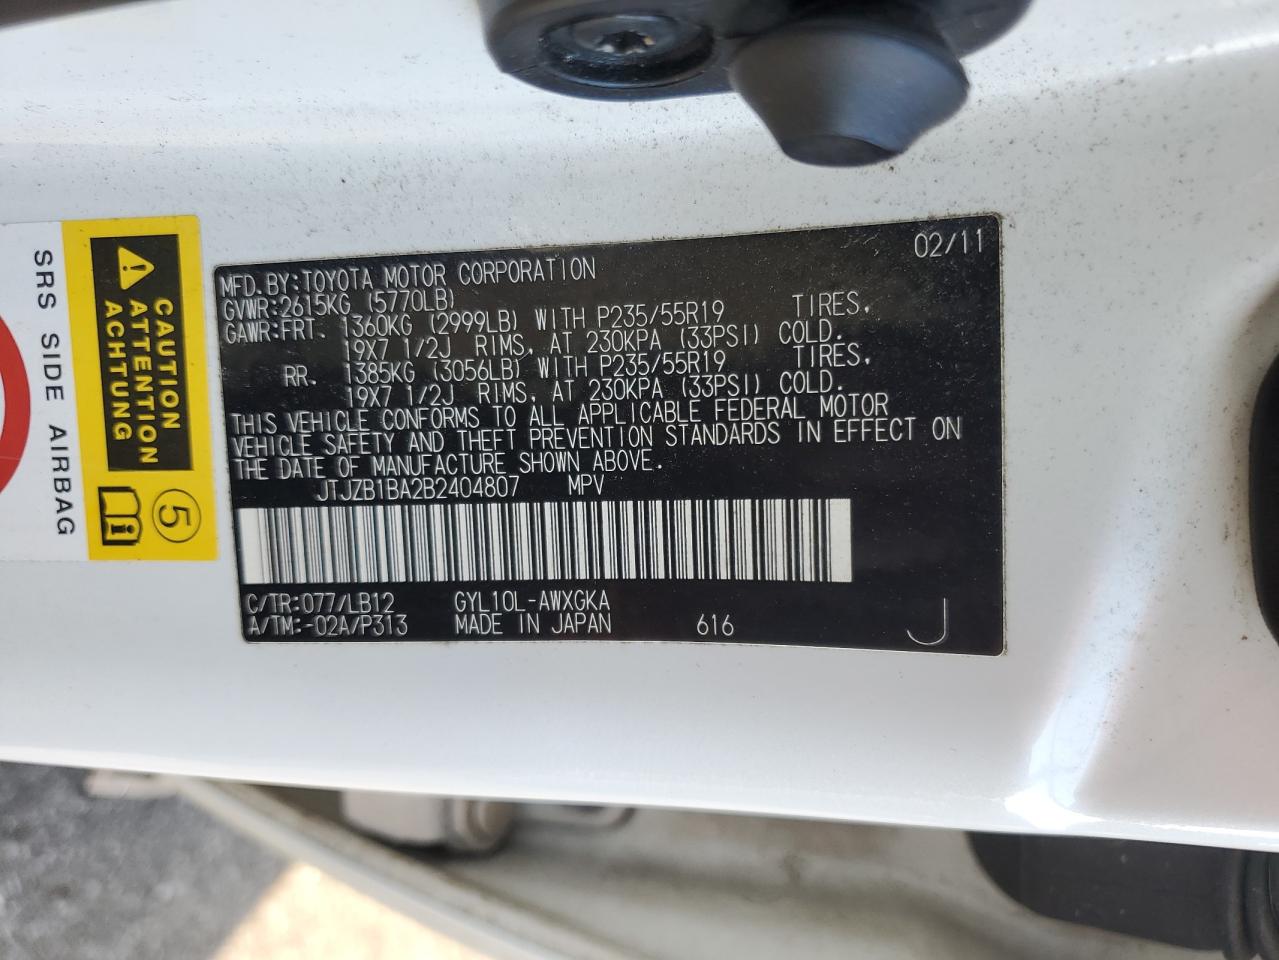 02/11
MFD.BY:TOYOTA MOTOR CORPORATION
GVWR:2615KG (5770LB)
GAWR:FRT. 1360KG (2999LB) WITH P235/55R19 TIRES,
19X7 1/2J RIMS, AT 230KPA (33PSI) COLD.
RR. 1385KG (3056LB) WITH P235/55R19 TIRES,
19X7 1/2J RIMS, AT 230KPA (33PSI) COLD.
THIS VEHICLE CONFORMS TO ALL APPLICABLE FEDERAL MOTOR
VEHICLE SAFETY AND THEFT PREVENTION STANDARDS IN EFFECT ON
THE DATE OF MANUFACTURE SHOWN ABOVE.
JTJZB1BA2B2404807 MPV
C/TR:077/LB12 GYL10L-AWXGKA
A/TM:-02A/P313 MADE IN JAPAN 616 J
CAUTION
ATTENTION
ACHTUNG
5
SRS SIDE AIRBAG